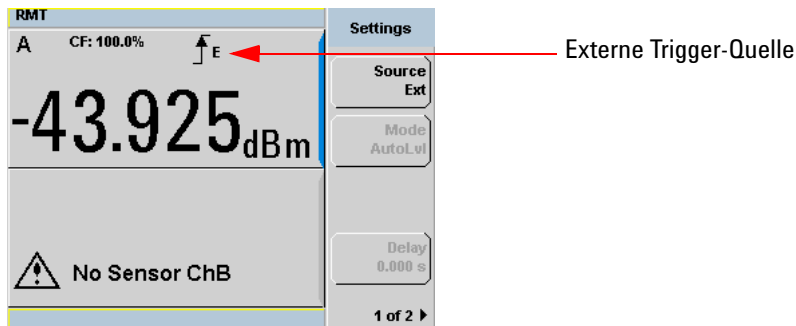 RMT
A CF: 100.0% E
-43.925dBm
No Sensor ChB
Settings
Source
Ext
Mode
AutoLvl
Delay
0.000 s
1 of 2
Externe Trigger-Quelle